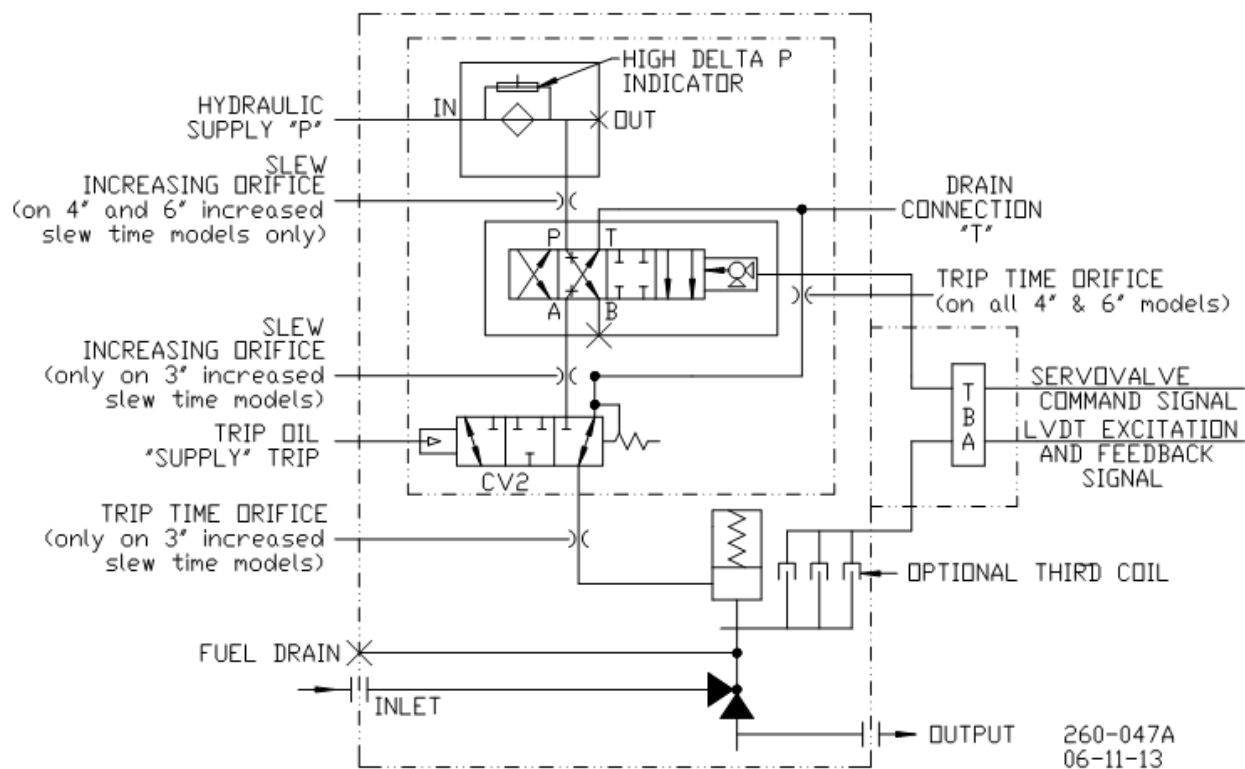 HIGH DELTA P
INDICATOR
HYDRAULIC
SUPPLY "P"
IN
OUT
SLEW
INCREASING ORIFICE
(on 4" and 6" increased
slew time models only)
DRAIN
CONNECTION
"T"
P T
A B
TRIP TIME ORIFICE
(on all 4" & 6" models)
SLEW
INCREASING ORIFICE
(only on 3" increased
slew time models)
T
B
A
SERVOVALVE
COMMAND SIGNAL
LVDT EXCITATION
AND FEEDBACK
SIGNAL
TRIP OIL
"SUPPLY" TRIP
CV2
TRIP TIME ORIFICE
(only on 3" increased
slew time models)
OPTIONAL THIRD COIL
FUEL DRAIN
INLET
OUTPUT
260-047A
06-11-13